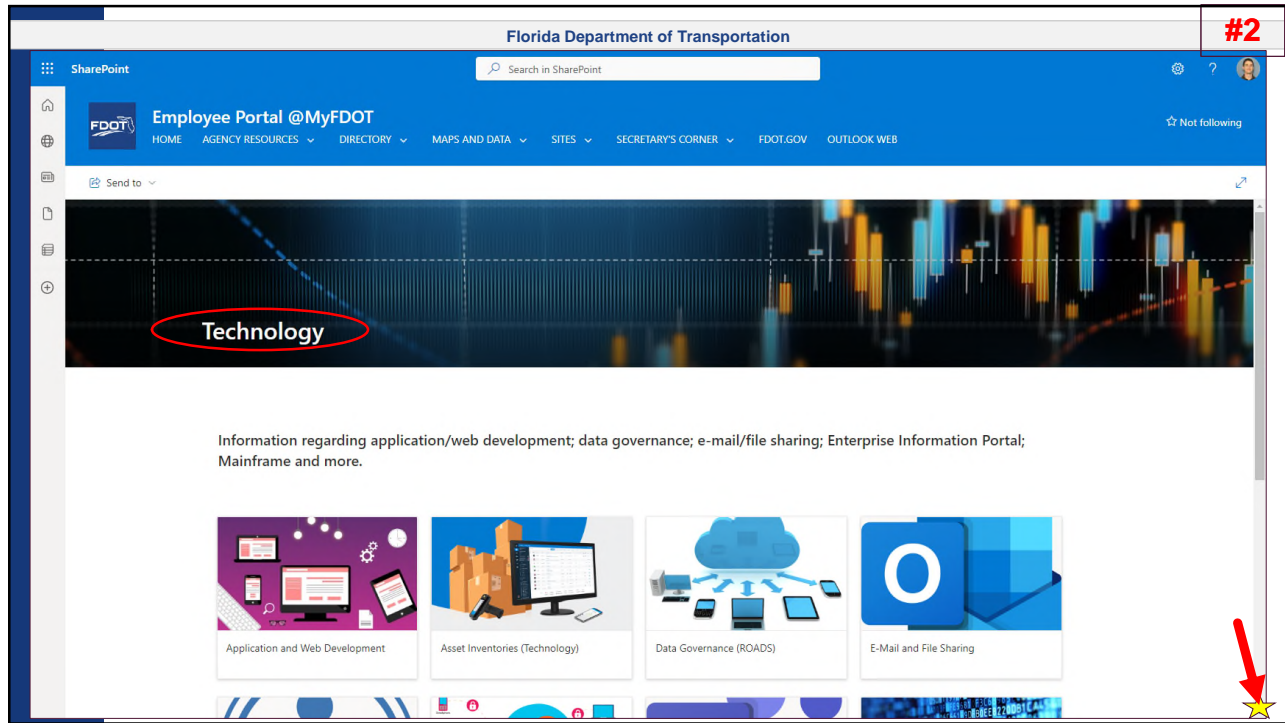 Florida Department of Transportation
#2
SharePoint
Search in SharePoint
?
FDOT
Employee Portal @MyFDOT
Not following
HOME AGENCY RESOURCES DIRECTORY MAPS AND DATA SITES SECRETARY'S CORNER FDOT.GOV OUTLOOK WEB
Send to
Technology
Information regarding application/web development; data governance; e-mail/file sharing; Enterprise Information Portal;
Mainframe and more.
O
Application and Web Development
Asset Inventories (Technology)
Data Governance (ROADS)
E-Mail and File Sharing